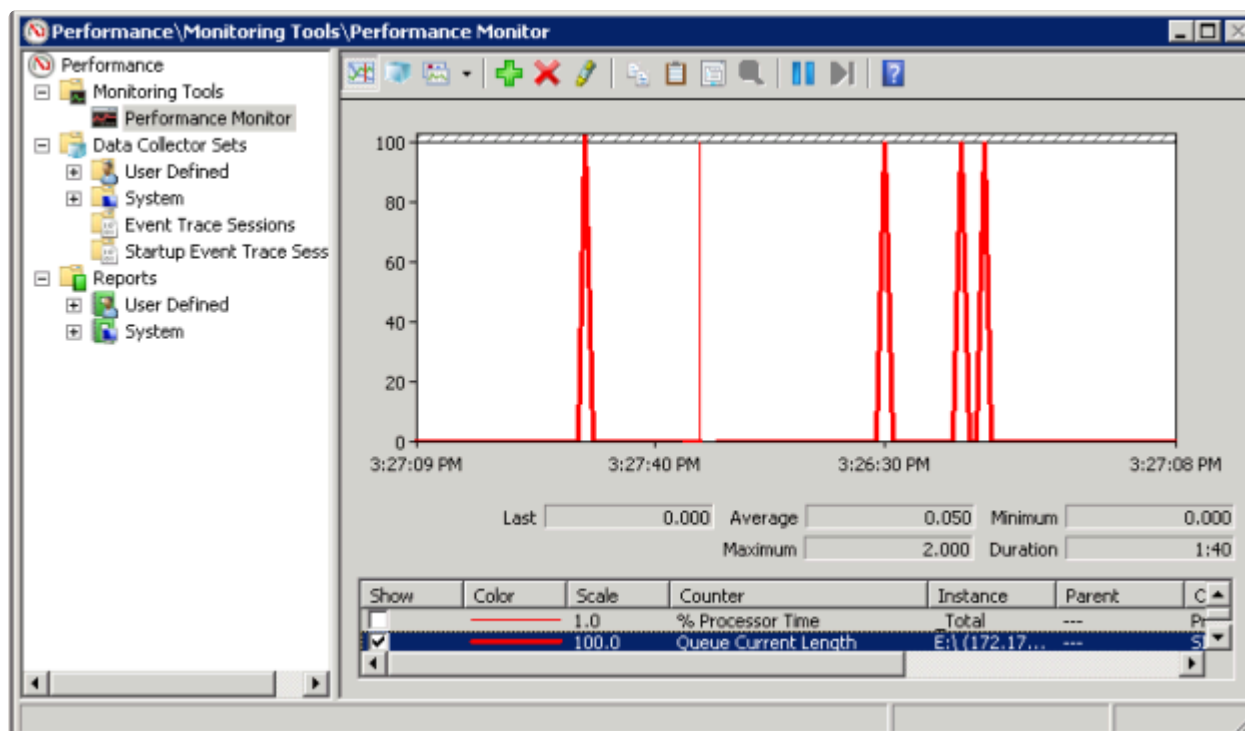 Performance\Monitoring Tools\Performance Monitor
Performance
Monitoring Tools
Performance Monitor
Data Collector Sets
User Defined
System
Event Trace Sessions
Startup Event Trace Sess
Reports
User Defined
System
100
80
60
40
20
0
3:27:09 PM 3:27:40 PM 3:26:30 PM 3:27:08 PM
Last 0.000 Average 0.050 Minimum 0.000
Maximum 2.000 Duration 1:40
Show Color Scale Counter Instance Parent C
1.0 % Processor Time _Total --- Pr
100.0 Queue Current Length E:\ (172.17... ---